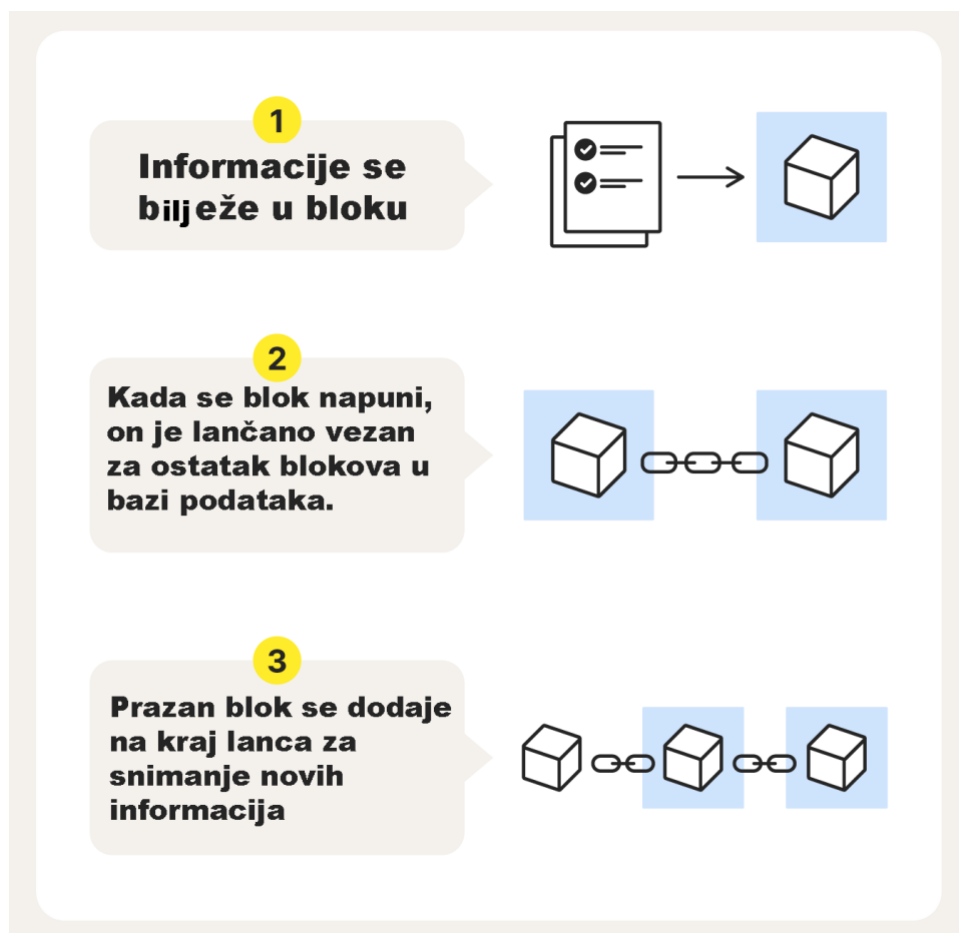 1
Informacije se
bilježe u bloku
2
Kada se blok napuni,
on je lančano vezan
za ostatak blokova u
bazi podataka.
3
Prazan blok se dodaje
na kraj lanca za
snimanje novih
informacija